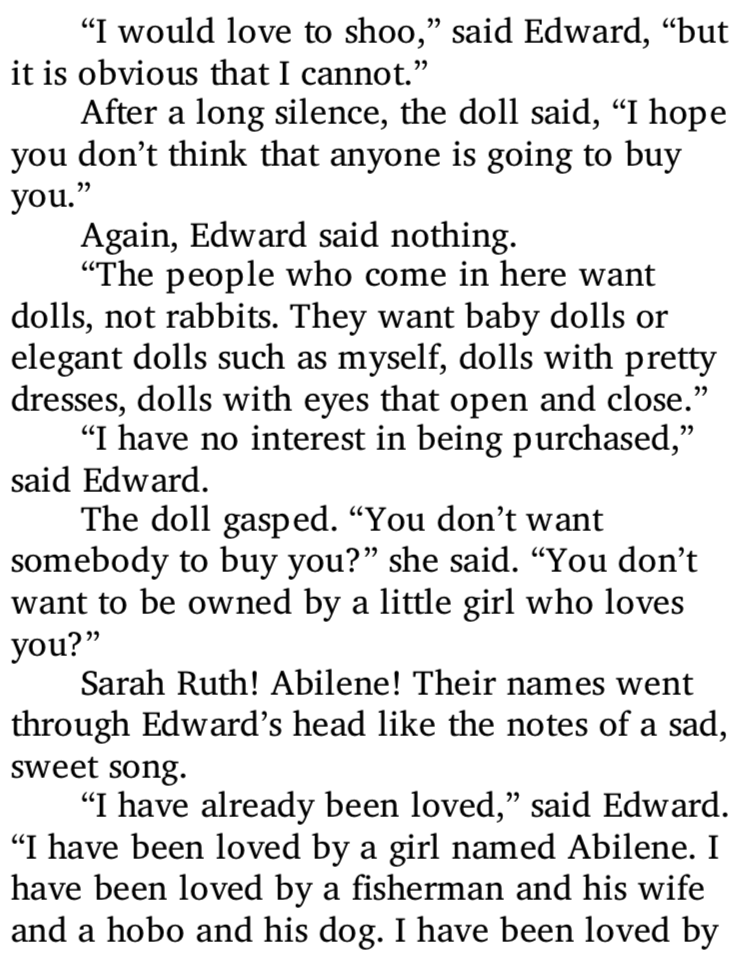 “I would love to shoo,” said Edward, “but
it is obvious that I cannot.”
After a long silence, the doll said, “I hope
you don’t think that anyone is going to buy
you.”
Again, Edward said nothing.
“The people who come in here want
dolls, not rabbits. They want baby dolls or
elegant dolls such as myself, dolls with pretty
dresses, dolls with eyes that open and close.”
“I have no interest in being purchased,”
said Edward.
The doll gasped. “You don’t want
somebody to buy you?” she said. “You don’t
want to be owned by a little girl who loves
you?”
Sarah Ruth! Abilene! Their names went
through Edward’s head like the notes of a sad,
sweet song.
“I have already been loved,” said Edward.
“I have been loved by a girl named Abilene. I
have been loved by a fisherman and his wife
and a hobo and his dog. I have been loved by